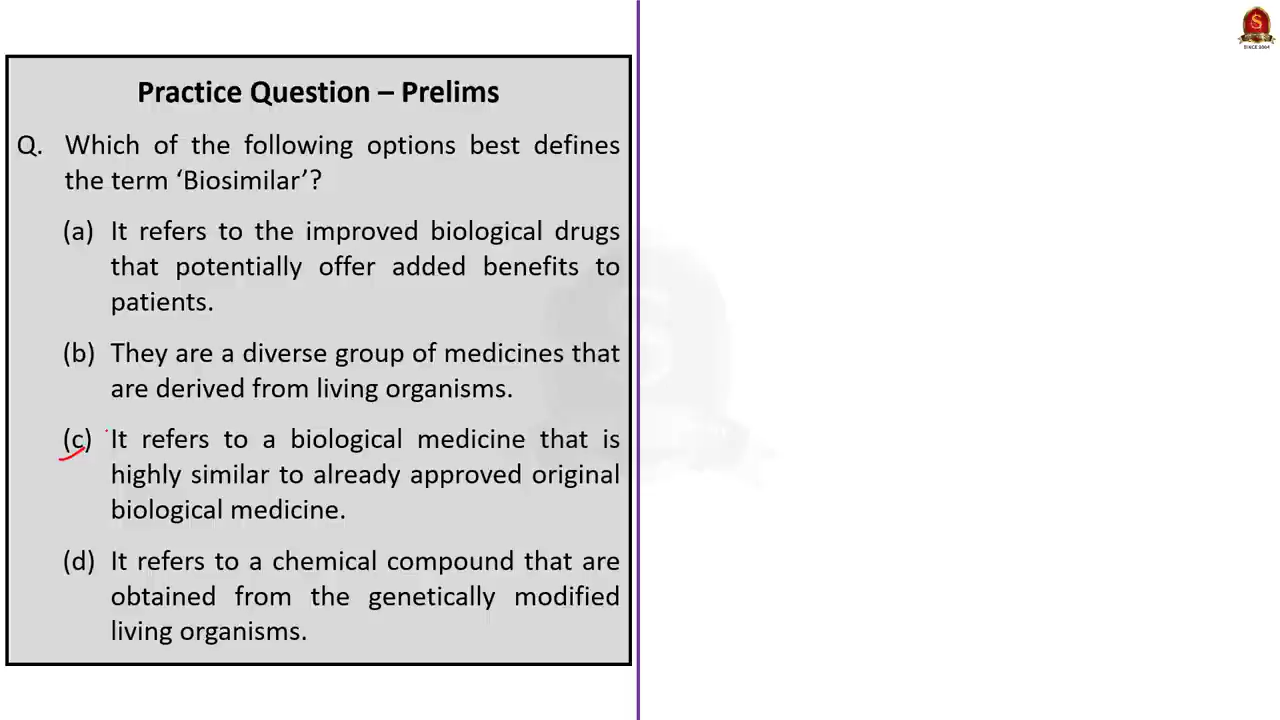 Practice Question – Prelims
Q. Which of the following options best defines
the term ‘Biosimilar’?
(a) It refers to the improved biological drugs
that potentially offer added benefits to
patients.
(b) They are a diverse group of medicines that
are derived from living organisms.
(c) It refers to a biological medicine that is
highly similar to already approved original
biological medicine.
(d) It refers to a chemical compound that are
obtained from the genetically modified
living organisms.
S
SINCE 1984